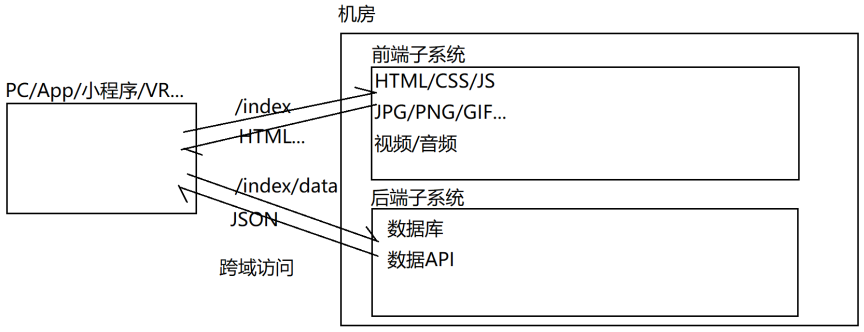 机房
前端子系统
PC/App/小程序/VR...
HTML/CSS/JS
/index
JPG/PNG/GIF...
HTML...
视频/音频
/index/data
后端子系统
JSON
数据库
数据API
跨域访问